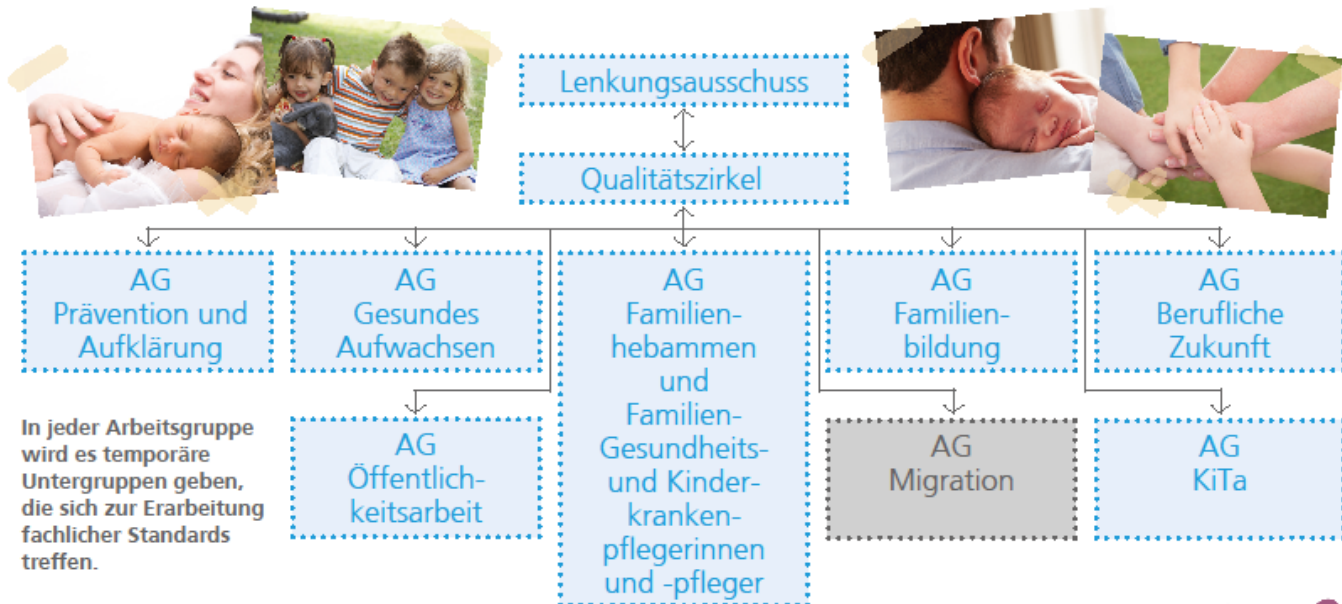 Lenkungsausschuss
Qualitätszirkel
AG
Prävention und
Aufklärung
AG
Gesundes
Aufwachsen
AG
Familien-
hebammen
und
Familien-
Gesundheits-
und Kinder-
kranken-
pflegerinnen
und -pfleger
AG
Familien-
bildung
AG
Berufliche
Zukunft
In jeder Arbeitsgruppe
wird es temporäre
Untergruppen geben,
die sich zur Erarbeitung
fachlicher Standards
treffen.
AG
Öffentlich-
keitsarbeit
AG
Migration
AG
KiTa